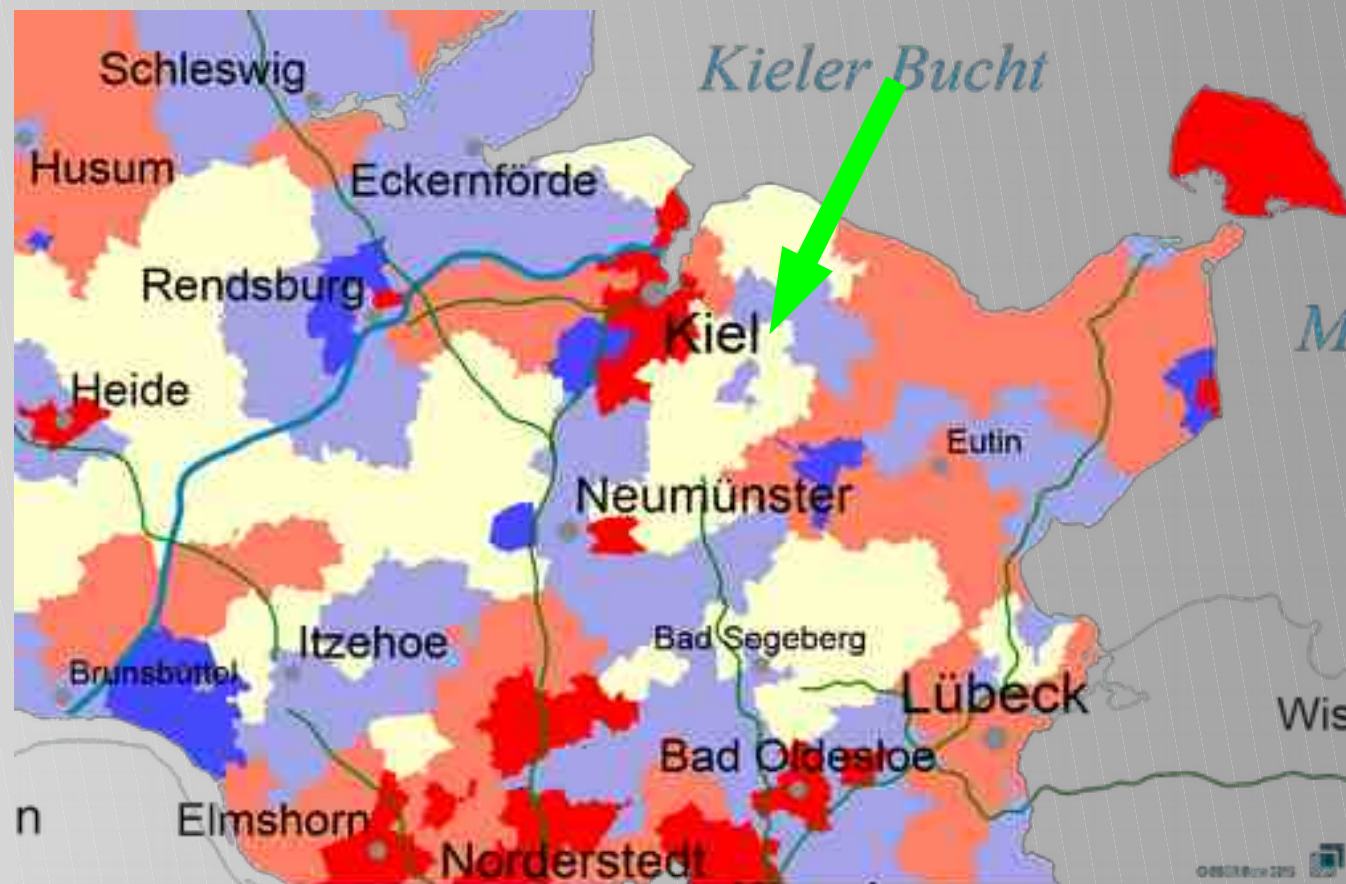 Kieler Bucht
Schleswig
Husum
Eckernförde
Rendsburg
Kiel
M
Heide
Eutin
Neumünster
Itzehoe
Bad Segeberg
Brunsbüttel
Lübeck
Wis
Bad Oldesloe
n
Elmshorn
Norderstedt